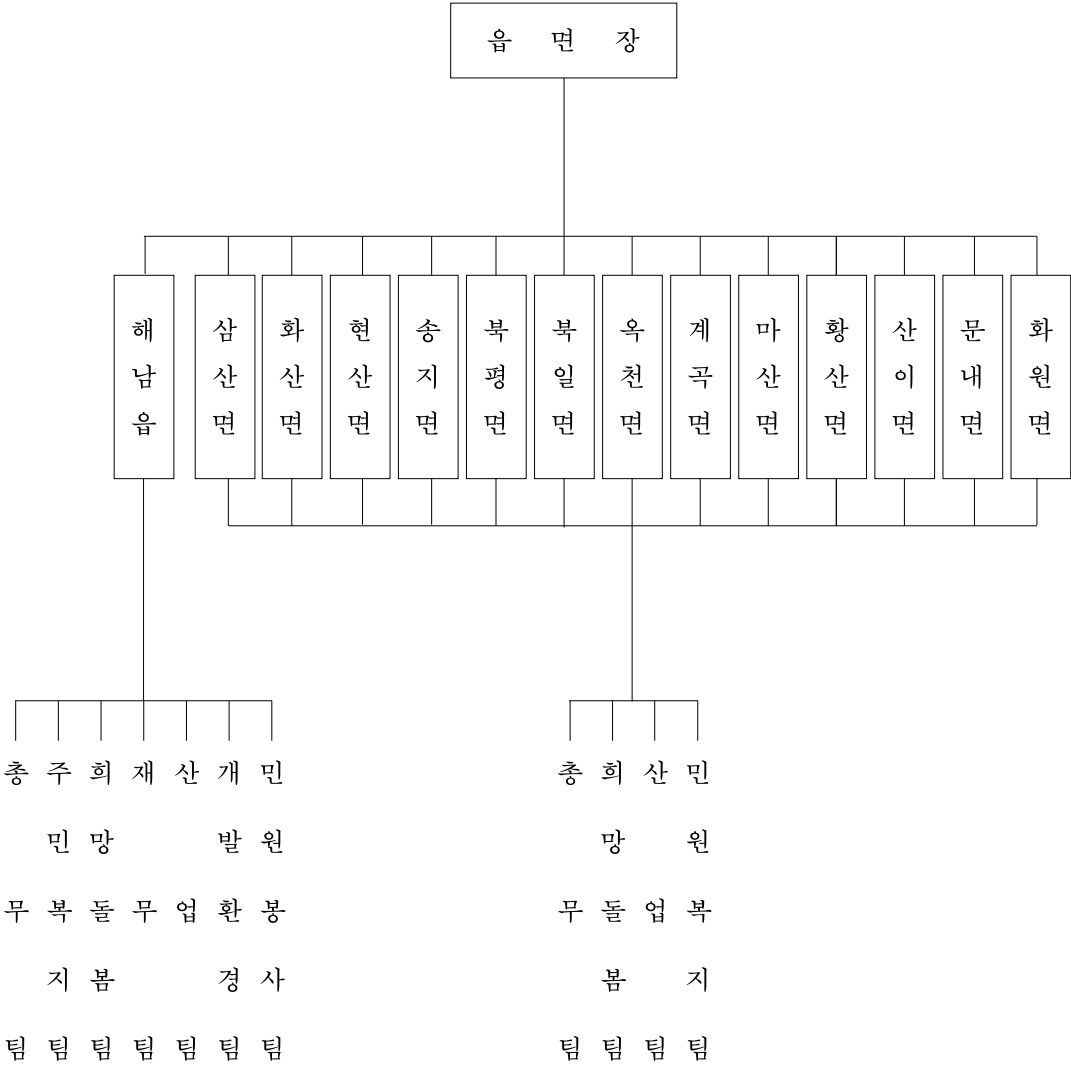 읍 면 장
해남읍
삼산면
화산면
현산면
송지면
북평면
북일면
옥천면
계곡면
마산면
황산면
산이면
문내면
화원면
총무팀
주민복지팀
희망돌봄팀
재무팀
산업팀
개발환경팀
민원봉사팀
총무팀
희망돌봄팀
산업팀
민원복지팀